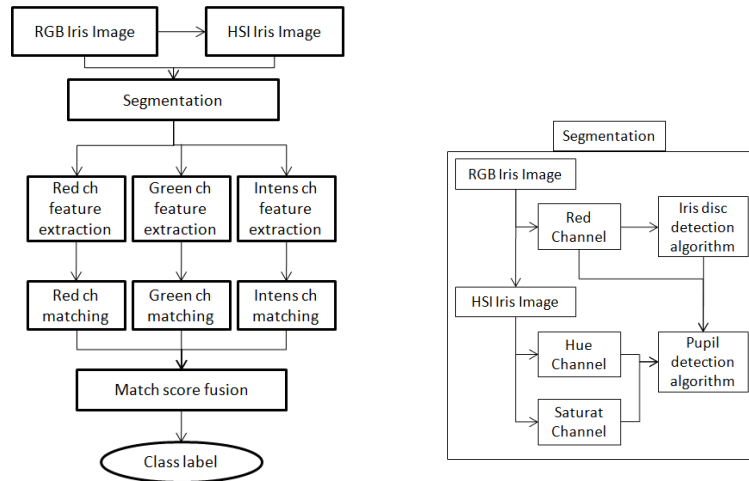 RGB Iris Image
HSI Iris Image
Segmentation
Red ch
feature
extraction
Green ch
feature
extraction
Intens ch
feature
extraction
Red ch
matching
Green ch
matching
Intens ch
matching
Match score fusion
Class label
Segmentation
RGB Iris Image
Red
Channel
Iris disc
detection
algorithm
HSI Iris Image
Hue
Channel
Pupil
detection
algorithm
Saturat
Channel